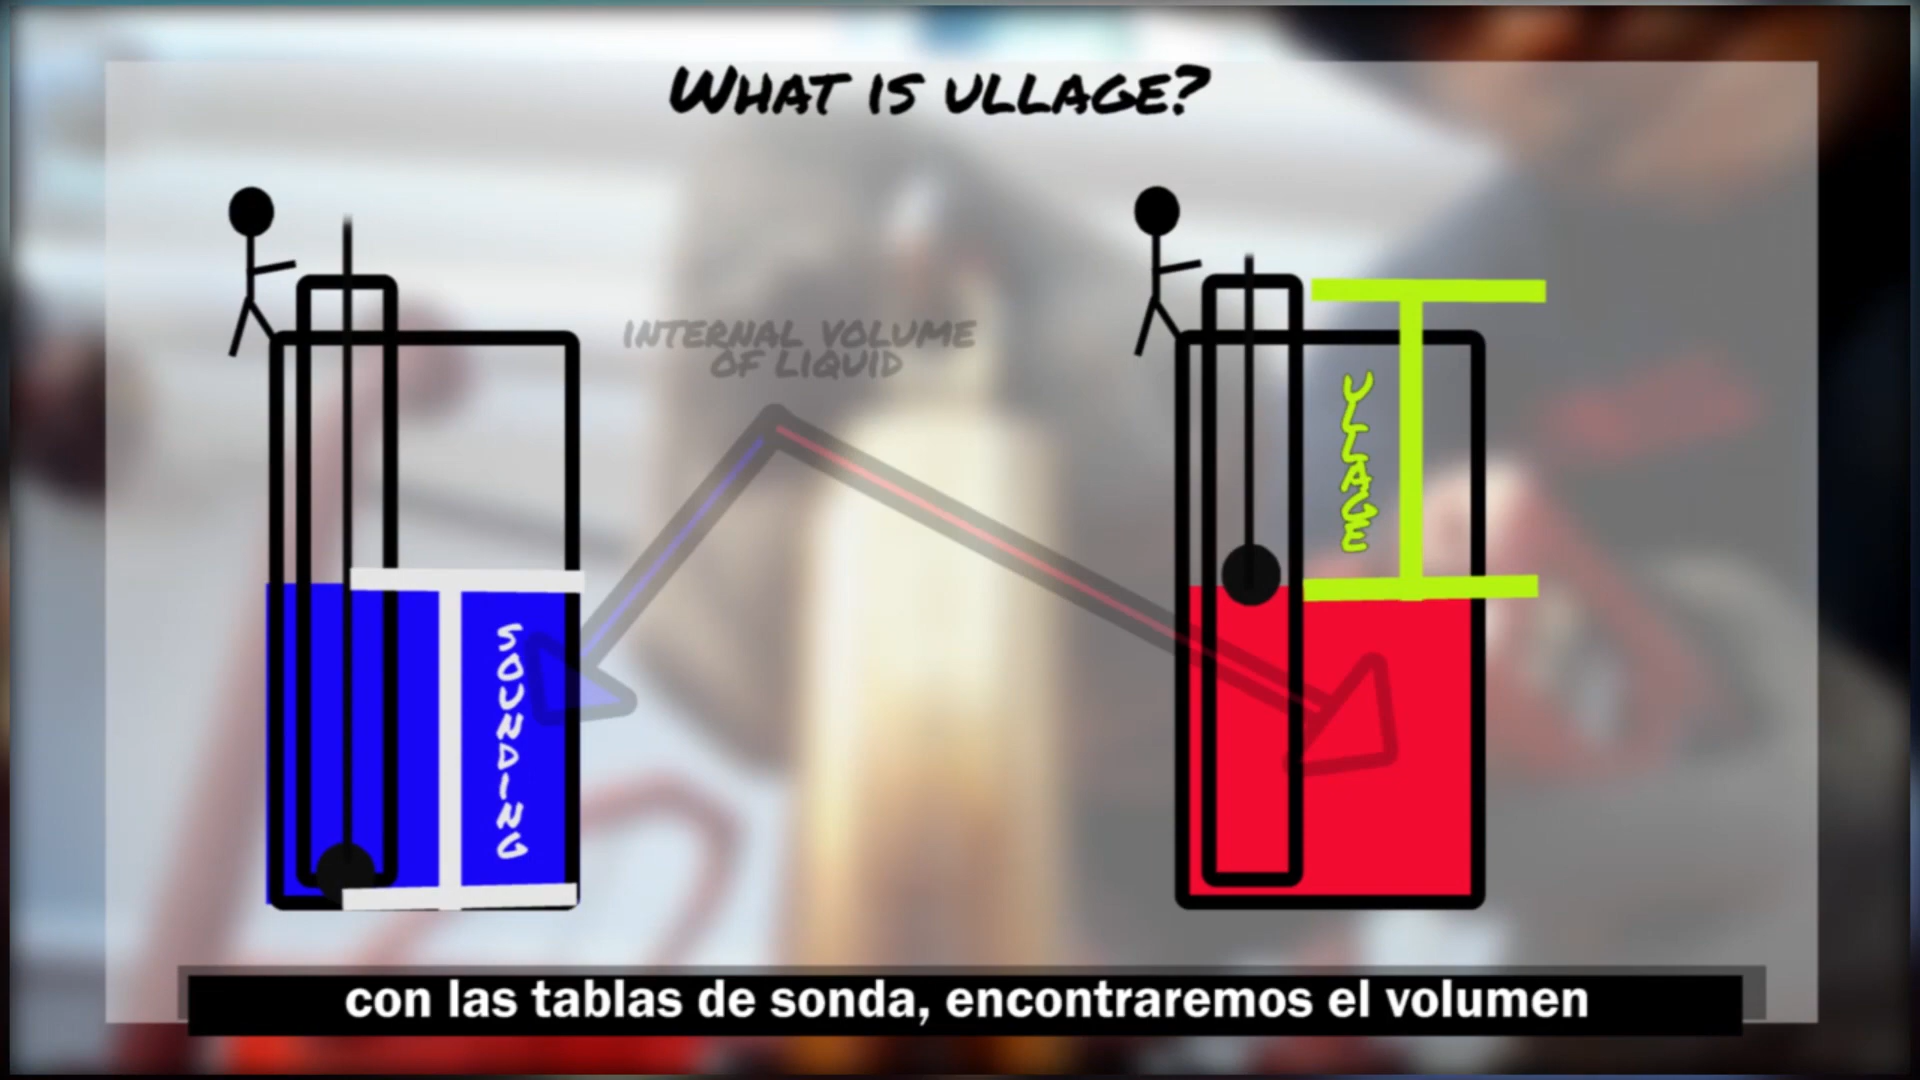 WHAT IS ULLAGE?
INTERNAL VOLUME
OF LIQUID
ULLAGE
SOUNDING
con las tablas de sonda, encontraremos el volumen